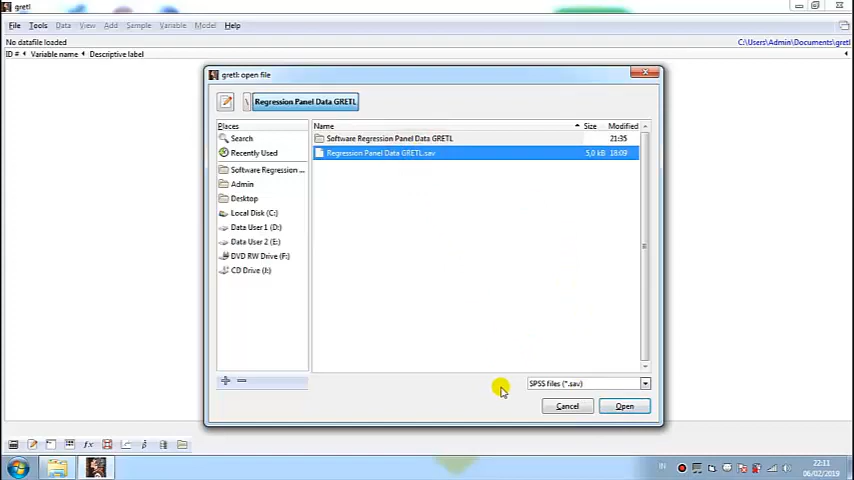 gretl
File Tools Data View Add Sample Variable Model Help
No datafile loaded
C:\Users\Admin\Documents\gretl
ID # Variable name Descriptive label
gretl: open file
\ Regression Panel Data GRETL
Places
Name Size Modified
Search
Software Regression Panel Data GRETL 21:35
Recently Used
Regression Panel Data GRETL.sav 5,0 kB 18:09
Software Regression ...
Admin
Desktop
Local Disk (C:)
Data User 1 (D:)
Data User 2 (E:)
DVD RW Drive (F:)
CD Drive (J:)
SPSS files (*.sav)
Cancel Open
fx β
IN
22:11
06/02/2019